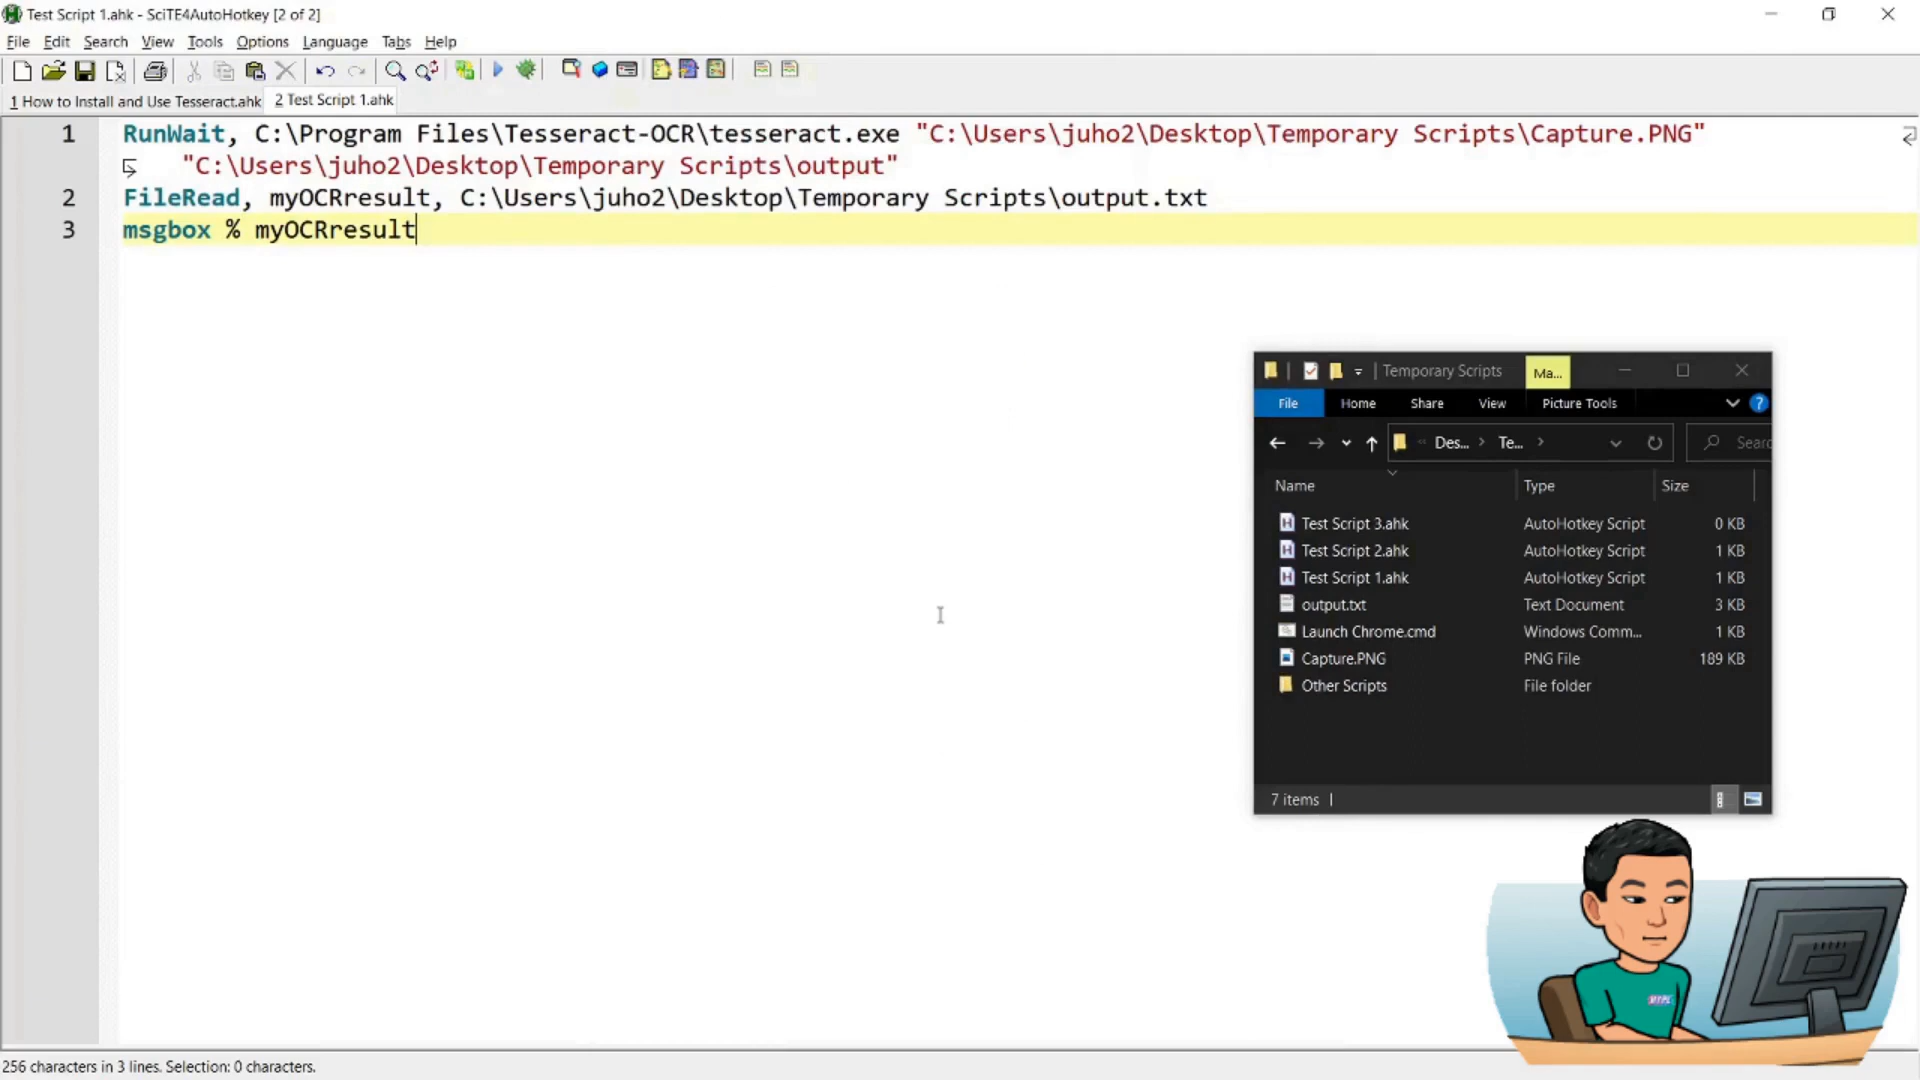 Test Script 1.ahk - SciTE4AutoHotkey [2 of 2]
File Edit Search View Tools Options Language Tabs Help
1 How to Install and Use Tesseract.ahk 2 Test Script 1.ahk
1 RunWait, C:\Program Files\Tesseract-OCR\tesseract.exe "C:\Users\juho2\Desktop\Temporary Scripts\Capture.PNG"
"C:\Users\juho2\Desktop\Temporary Scripts\output"
2 FileRead, myOCRresult, C:\Users\juho2\Desktop\Temporary Scripts\output.txt
3 msgbox % myOCRresult
Temporary Scripts Ma...
File Home Share View Picture Tools
Des... Te... Searc
Name Type Size
Test Script 3.ahk AutoHotkey Script 0 KB
Test Script 2.ahk AutoHotkey Script 1 KB
Test Script 1.ahk AutoHotkey Script 1 KB
output.txt Text Document 3 KB
Launch Chrome.cmd Windows Comm... 1 KB
Capture.PNG PNG File 189 KB
Other Scripts File folder
7 items
256 characters in 3 lines. Selection: 0 characters.